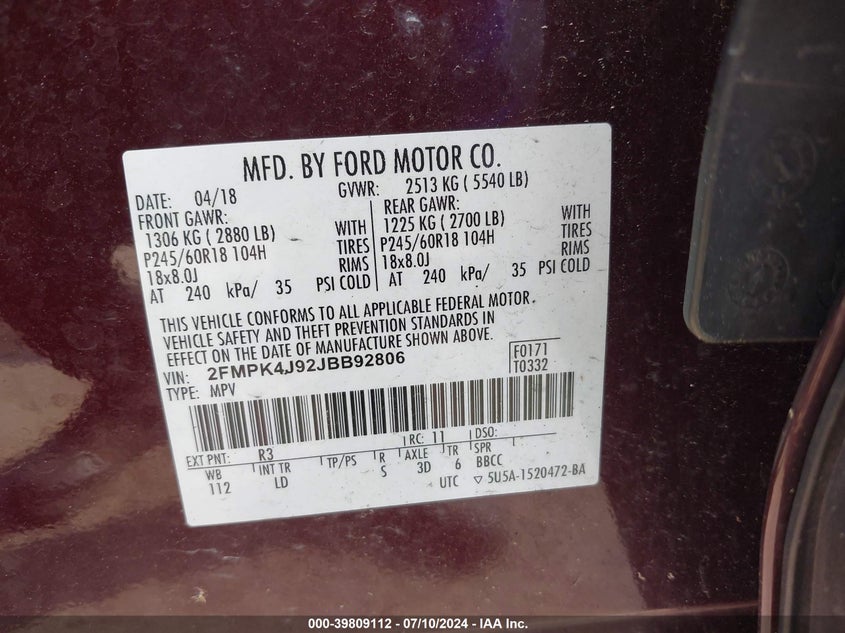 MFD. BY FORD MOTOR CO.
DATE: 04/18 GVWR: 2513 KG ( 5540 LB)
FRONT GAWR: REAR GAWR:
1306 KG ( 2880 LB) WITH 1225 KG ( 2700 LB) WITH
P245/60R18 104H TIRES P245/60R18 104H TIRES
18x8.0J RIMS 18x8.0J RIMS
AT 240 kPa/ 35 PSI COLD AT 240 kPa/ 35 PSI COLD
THIS VEHICLE CONFORMS TO ALL APPLICABLE FEDERAL MOTOR
VEHICLE SAFETY AND THEFT PREVENTION STANDARDS IN
EFFECT ON THE DATE OF MANUFACTURE SHOWN ABOVE.
VIN: 2FMPK4J92JBB92806 F0171
TYPE: MPV T0332
EXT PNT: R3 RC: 11 DSO:
WB INT TR TP/PS R AXLE TR SPR
112 LD S 3D 6 BBCC
UTC ▽ 5U5A-1520472-BA
000-39809112 - 07/10/2024 - IAA Inc.